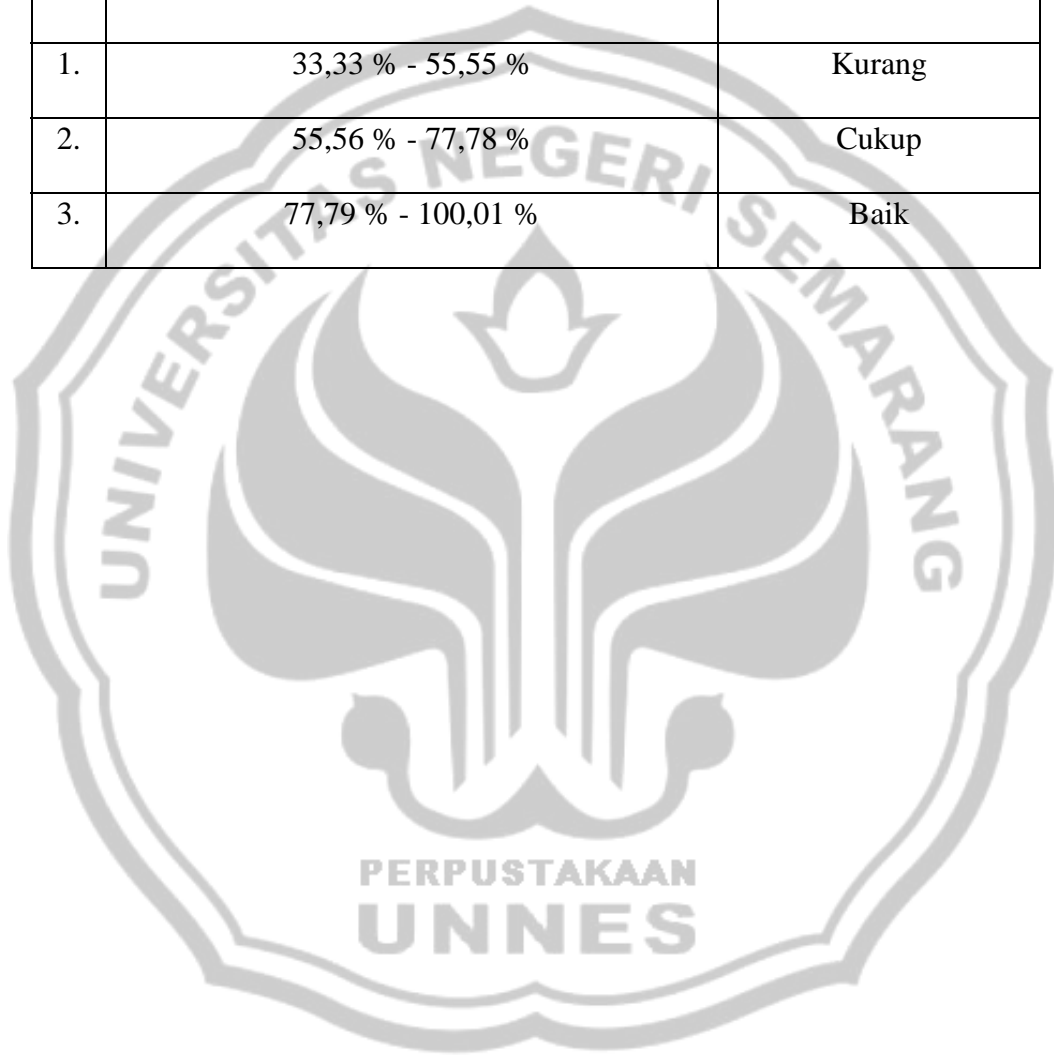 1. 33,33 % - 55,55 % Kurang
2. 55,56 % - 77,78 % Cukup
3. 77,79 % - 100,01 % Baik
UNIVERSITAS NEGERI SEMARANG
PERPUSTAKAAN
UNNES